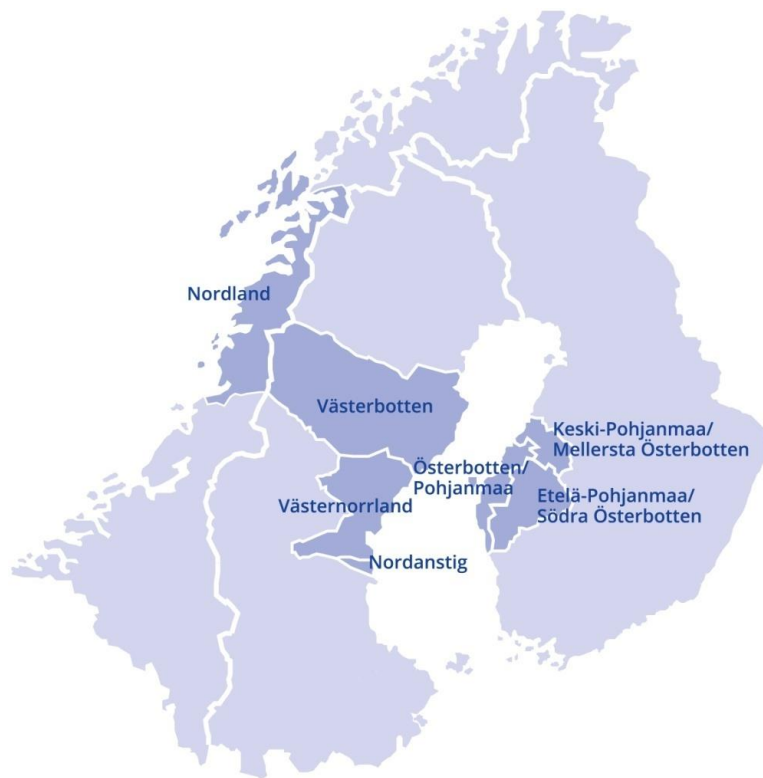 Nordland
Västerbotten
Keski-Pohjanmaa/
Mellersta Österbotten
Österbotten/
Pohjanmaa
Etelä-Pohjanmaa/
Södra Österbotten
Västernorrland
Nordanstig